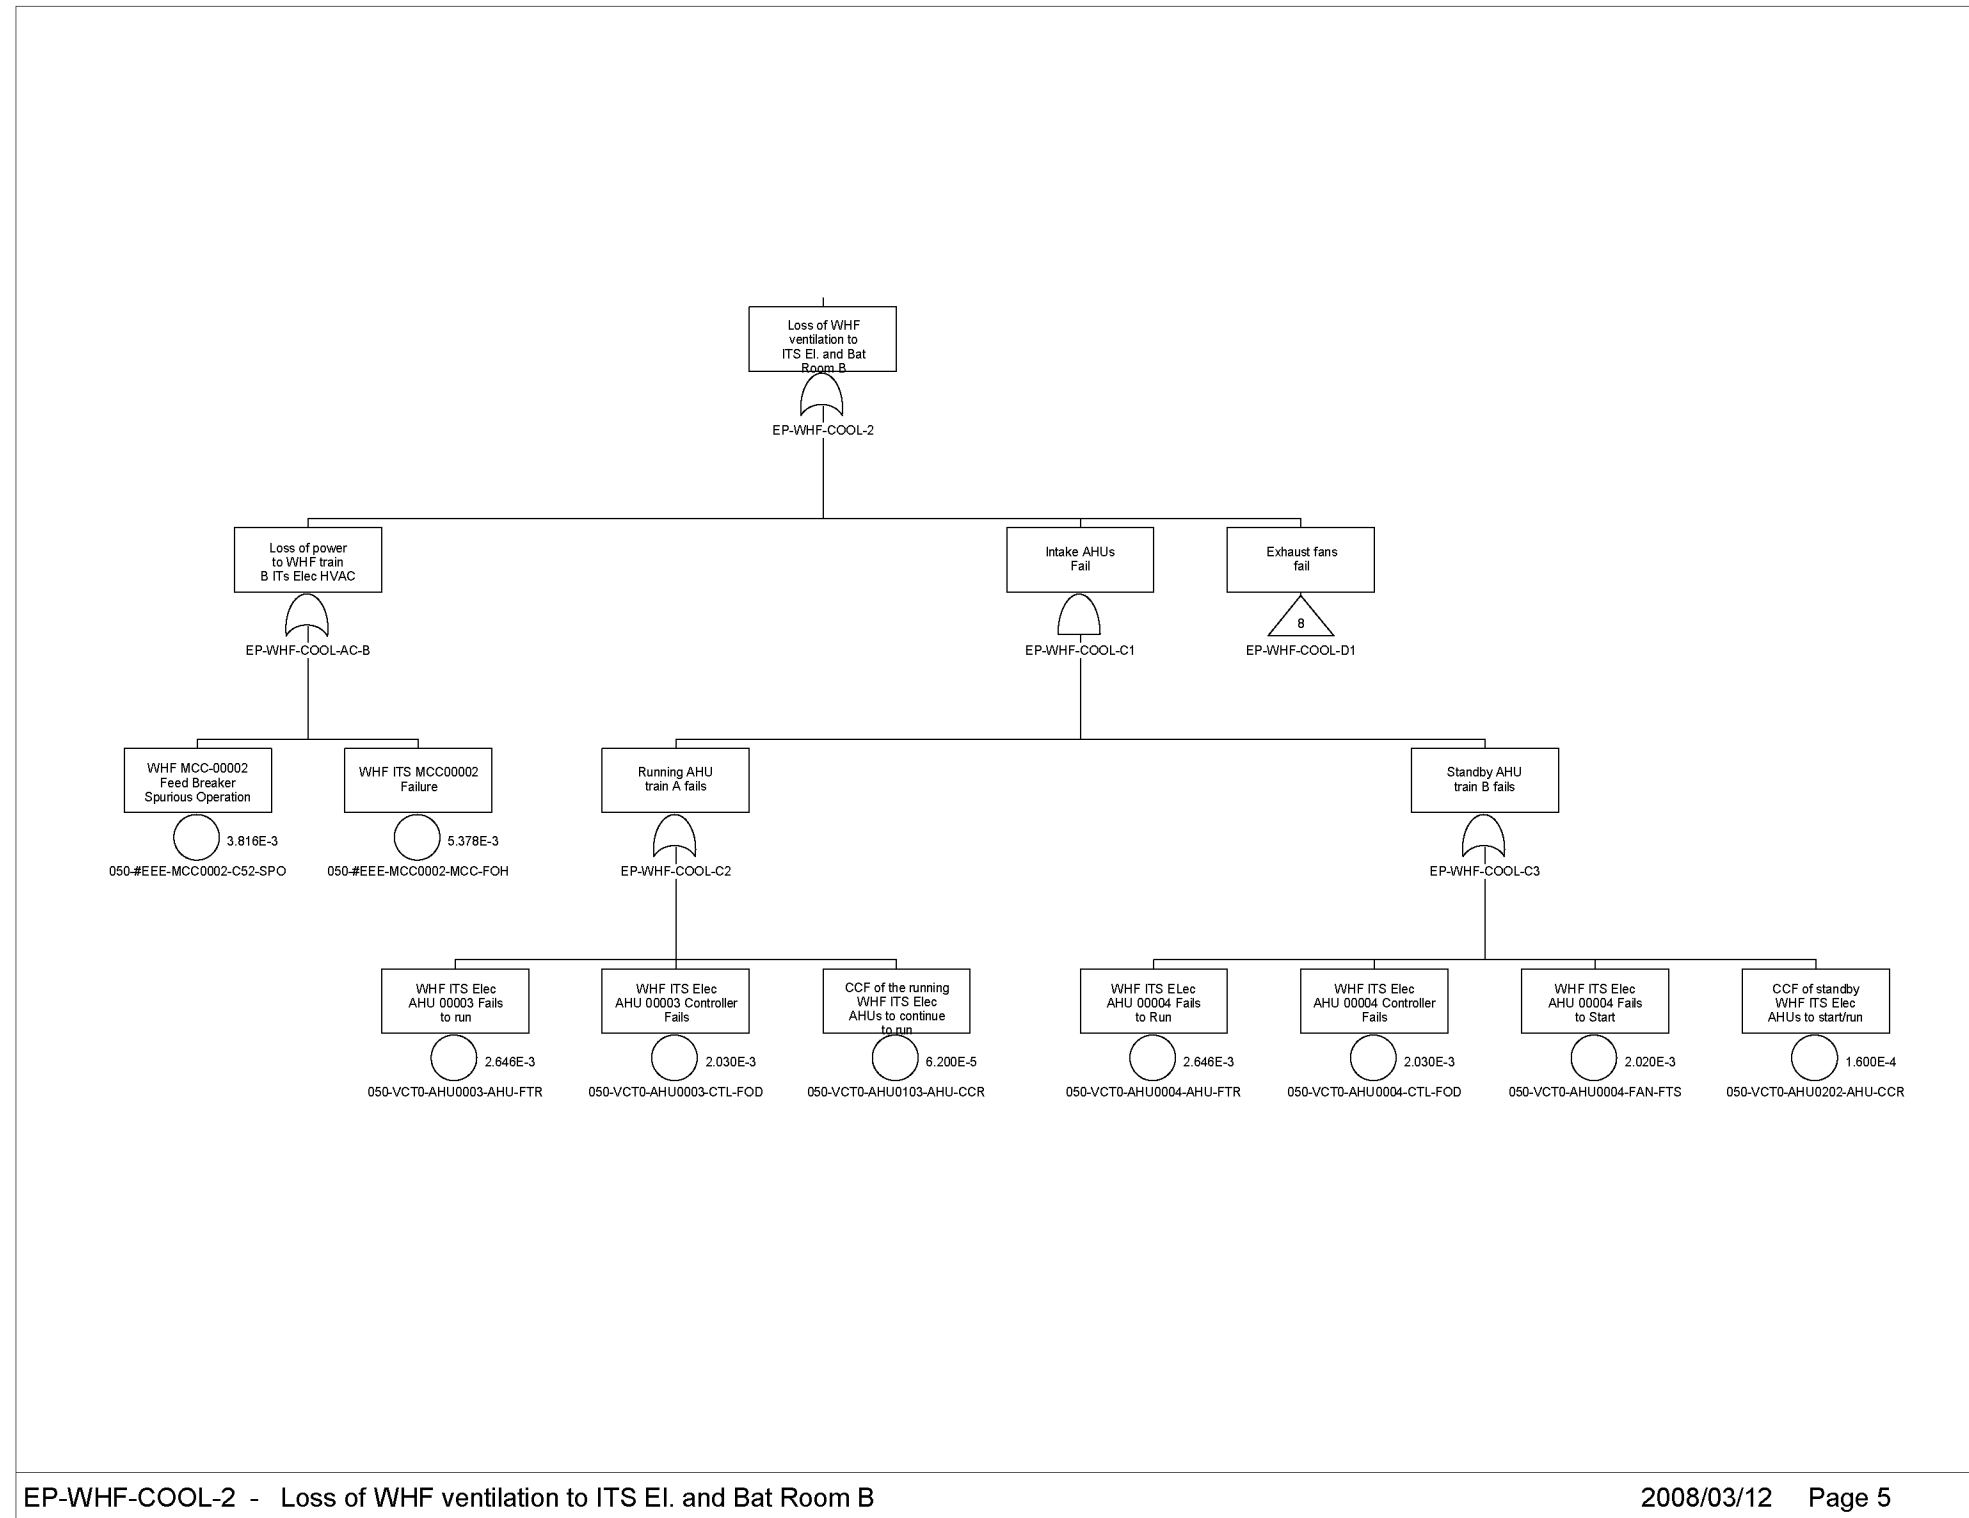 Loss of WHF
ventilation to
ITS El. and Bat
Room B
EP-WHF-COOL-2
Loss of power
to WHF train
B ITs Elec HVAC
EP-WHF-COOL-AC-B
Intake AHUs
Fail
EP-WHF-COOL-C1
Exhaust fans
fail
8
EP-WHF-COOL-D1
WHF MCC-00002
Feed Breaker
Spurious Operation
3.816E-3
050-#EEE-MCC0002-C52-SPO
WHF ITS MCC00002
Failure
5.378E-3
050-#EEE-MCC0002-MCC-FOH
Running AHU
train A fails
EP-WHF-COOL-C2
Standby AHU
train B fails
EP-WHF-COOL-C3
WHF ITS Elec
AHU 00003 Fails
to run
2.646E-3
050-VCT0-AHU0003-AHU-FTR
WHF ITS Elec
AHU 00003 Controller
Fails
2.030E-3
050-VCT0-AHU0003-CTL-FOD
CCF of the running
WHF ITS Elec
AHUs to continue
to run
6.200E-5
050-VCT0-AHU0103-AHU-CCR
WHF ITS ELec
AHU 00004 Fails
to Run
2.646E-3
050-VCT0-AHU0004-AHU-FTR
WHF ITS Elec
AHU 00004 Controller
Fails
2.030E-3
050-VCT0-AHU0004-CTL-FOD
WHF ITS Elec
AHU 00004 Fails
to Start
2.020E-3
050-VCT0-AHU0004-FAN-FTS
CCF of standby
WHF ITS Elec
AHUs to start/run
1.600E-4
050-VCT0-AHU0202-AHU-CCR
EP-WHF-COOL-2 - Loss of WHF ventilation to ITS El. and Bat Room B
2008/03/12 Page 5